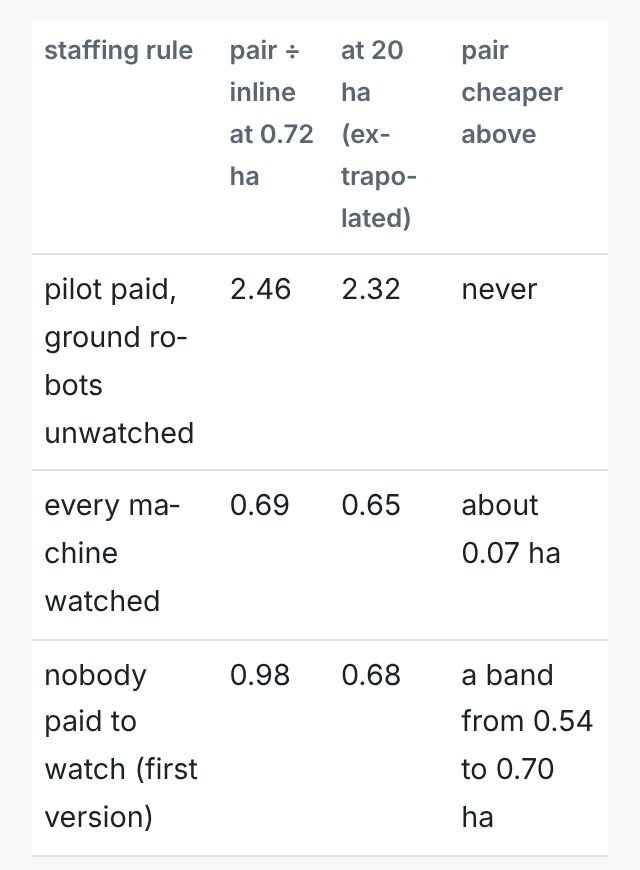 staffing rule
pair ÷
inline
at 0.72
ha
at 20
ha
(ex-
trapo-
lated)
pair
cheaper
above
pilot paid,
ground ro-
bots
unwatched
2.46
2.32
never
every ma-
chine
watched
0.69
0.65
about
0.07 ha
nobody
paid to
watch (first
version)
0.98
0.68
a band
from 0.54
to 0.70
ha